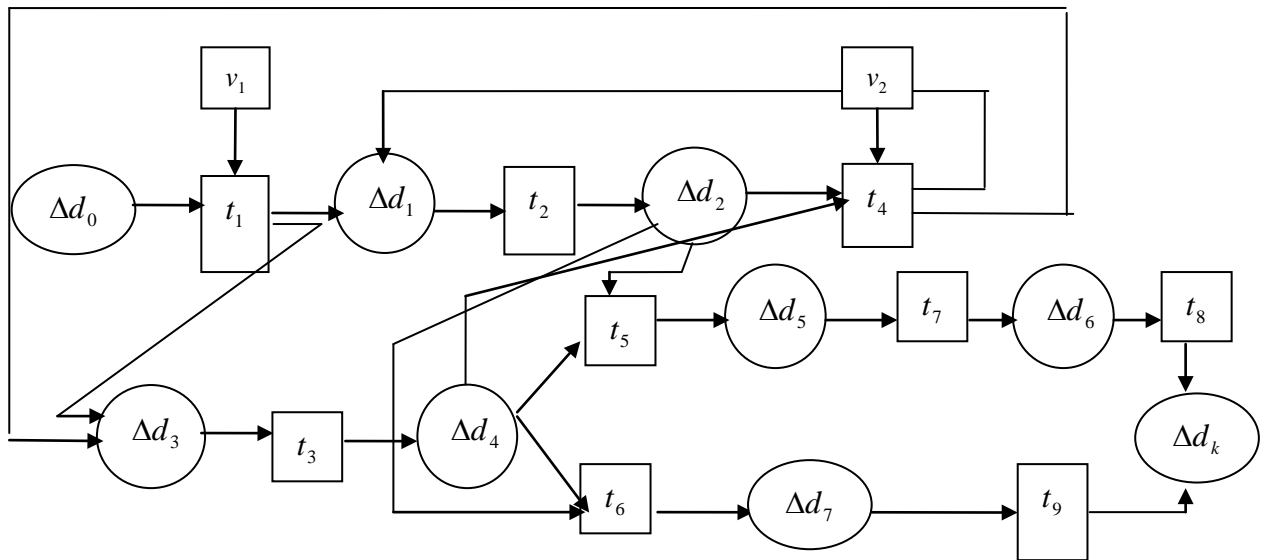 v₁
v₂
Δd₀
t₁
Δd₁
t₂
Δd₂
t₄
t₅
Δd₅
t₇
Δd₆
t₈
Δd₃
t₃
Δd₄
Δdₖ
t₆
Δd₇
t₉